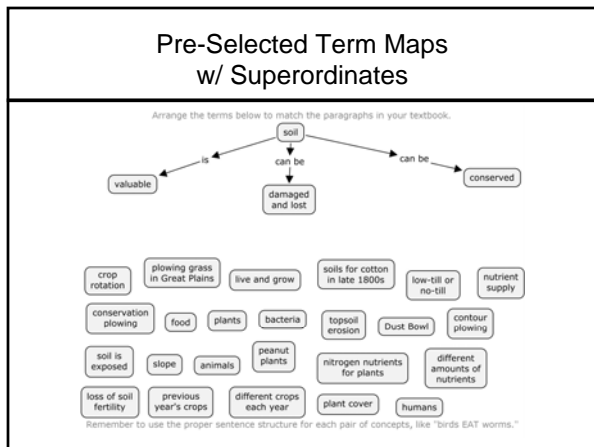 Pre-Selected Term Maps
w/ Superordinates
Arrange the terms below to match the paragraphs in your textbook.
soil
is
can be
can be
valuable
damaged
and lost
conserved
crop
rotation
plowing grass
in Great Plains
live and grow
soils for cotton
in late 1800s
low-till or
no-till
nutrient
supply
conservation
plowing
food
plants
bacteria
topsoil
erosion
Dust Bowl
contour
plowing
soil is
exposed
slope
animals
peanut
plants
nitrogen nutrients
for plants
different
amounts of
nutrients
loss of soil
fertility
previous
year's crops
different crops
each year
plant cover
humans
Remember to use the proper sentence structure for each pair of concepts, like "birds EAT worms."